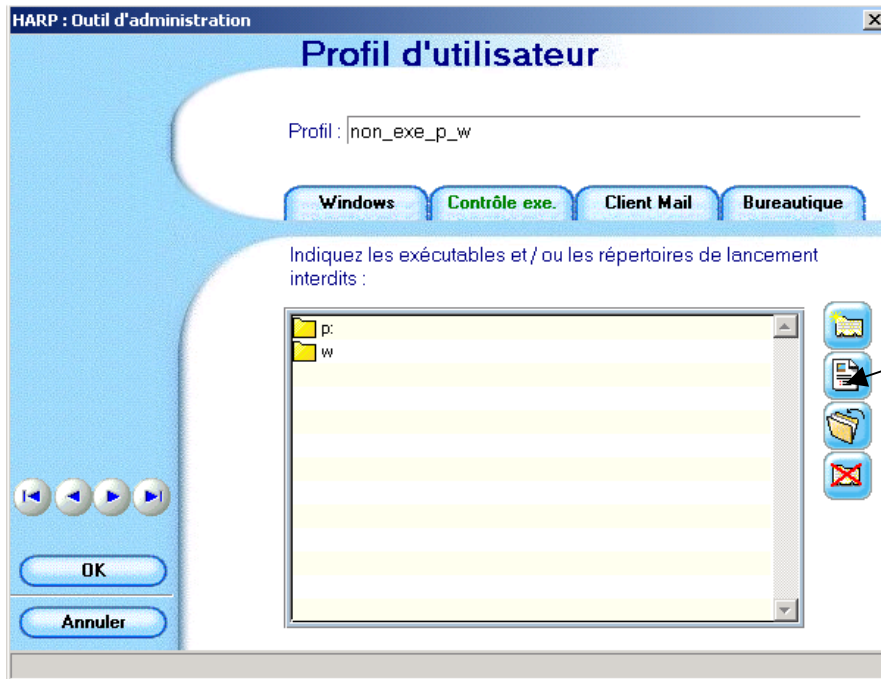 HARP : Outil d'administration
Profil d'utilisateur
Profil : non_exe_p_w
Windows Contrôle exe. Client Mail Bureautique
Indiquez les exécutables et / ou les répertoires de lancement
interdits :
p:
w
OK
Annuler